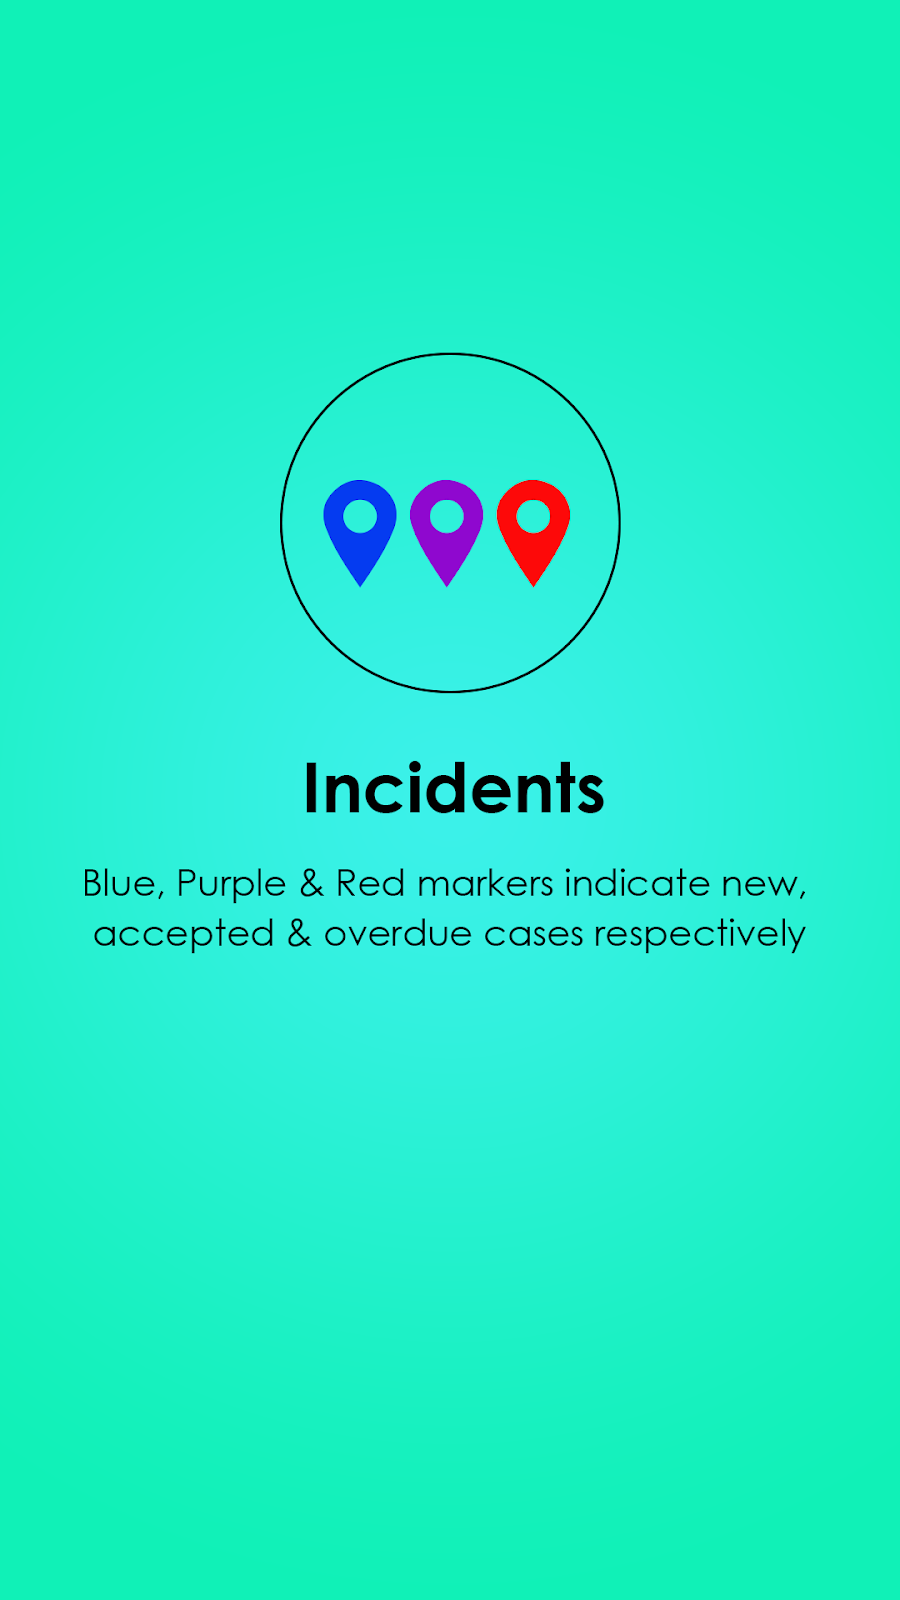 Incidents
Blue, Purple & Red markers indicate new,
accepted & overdue cases respectively